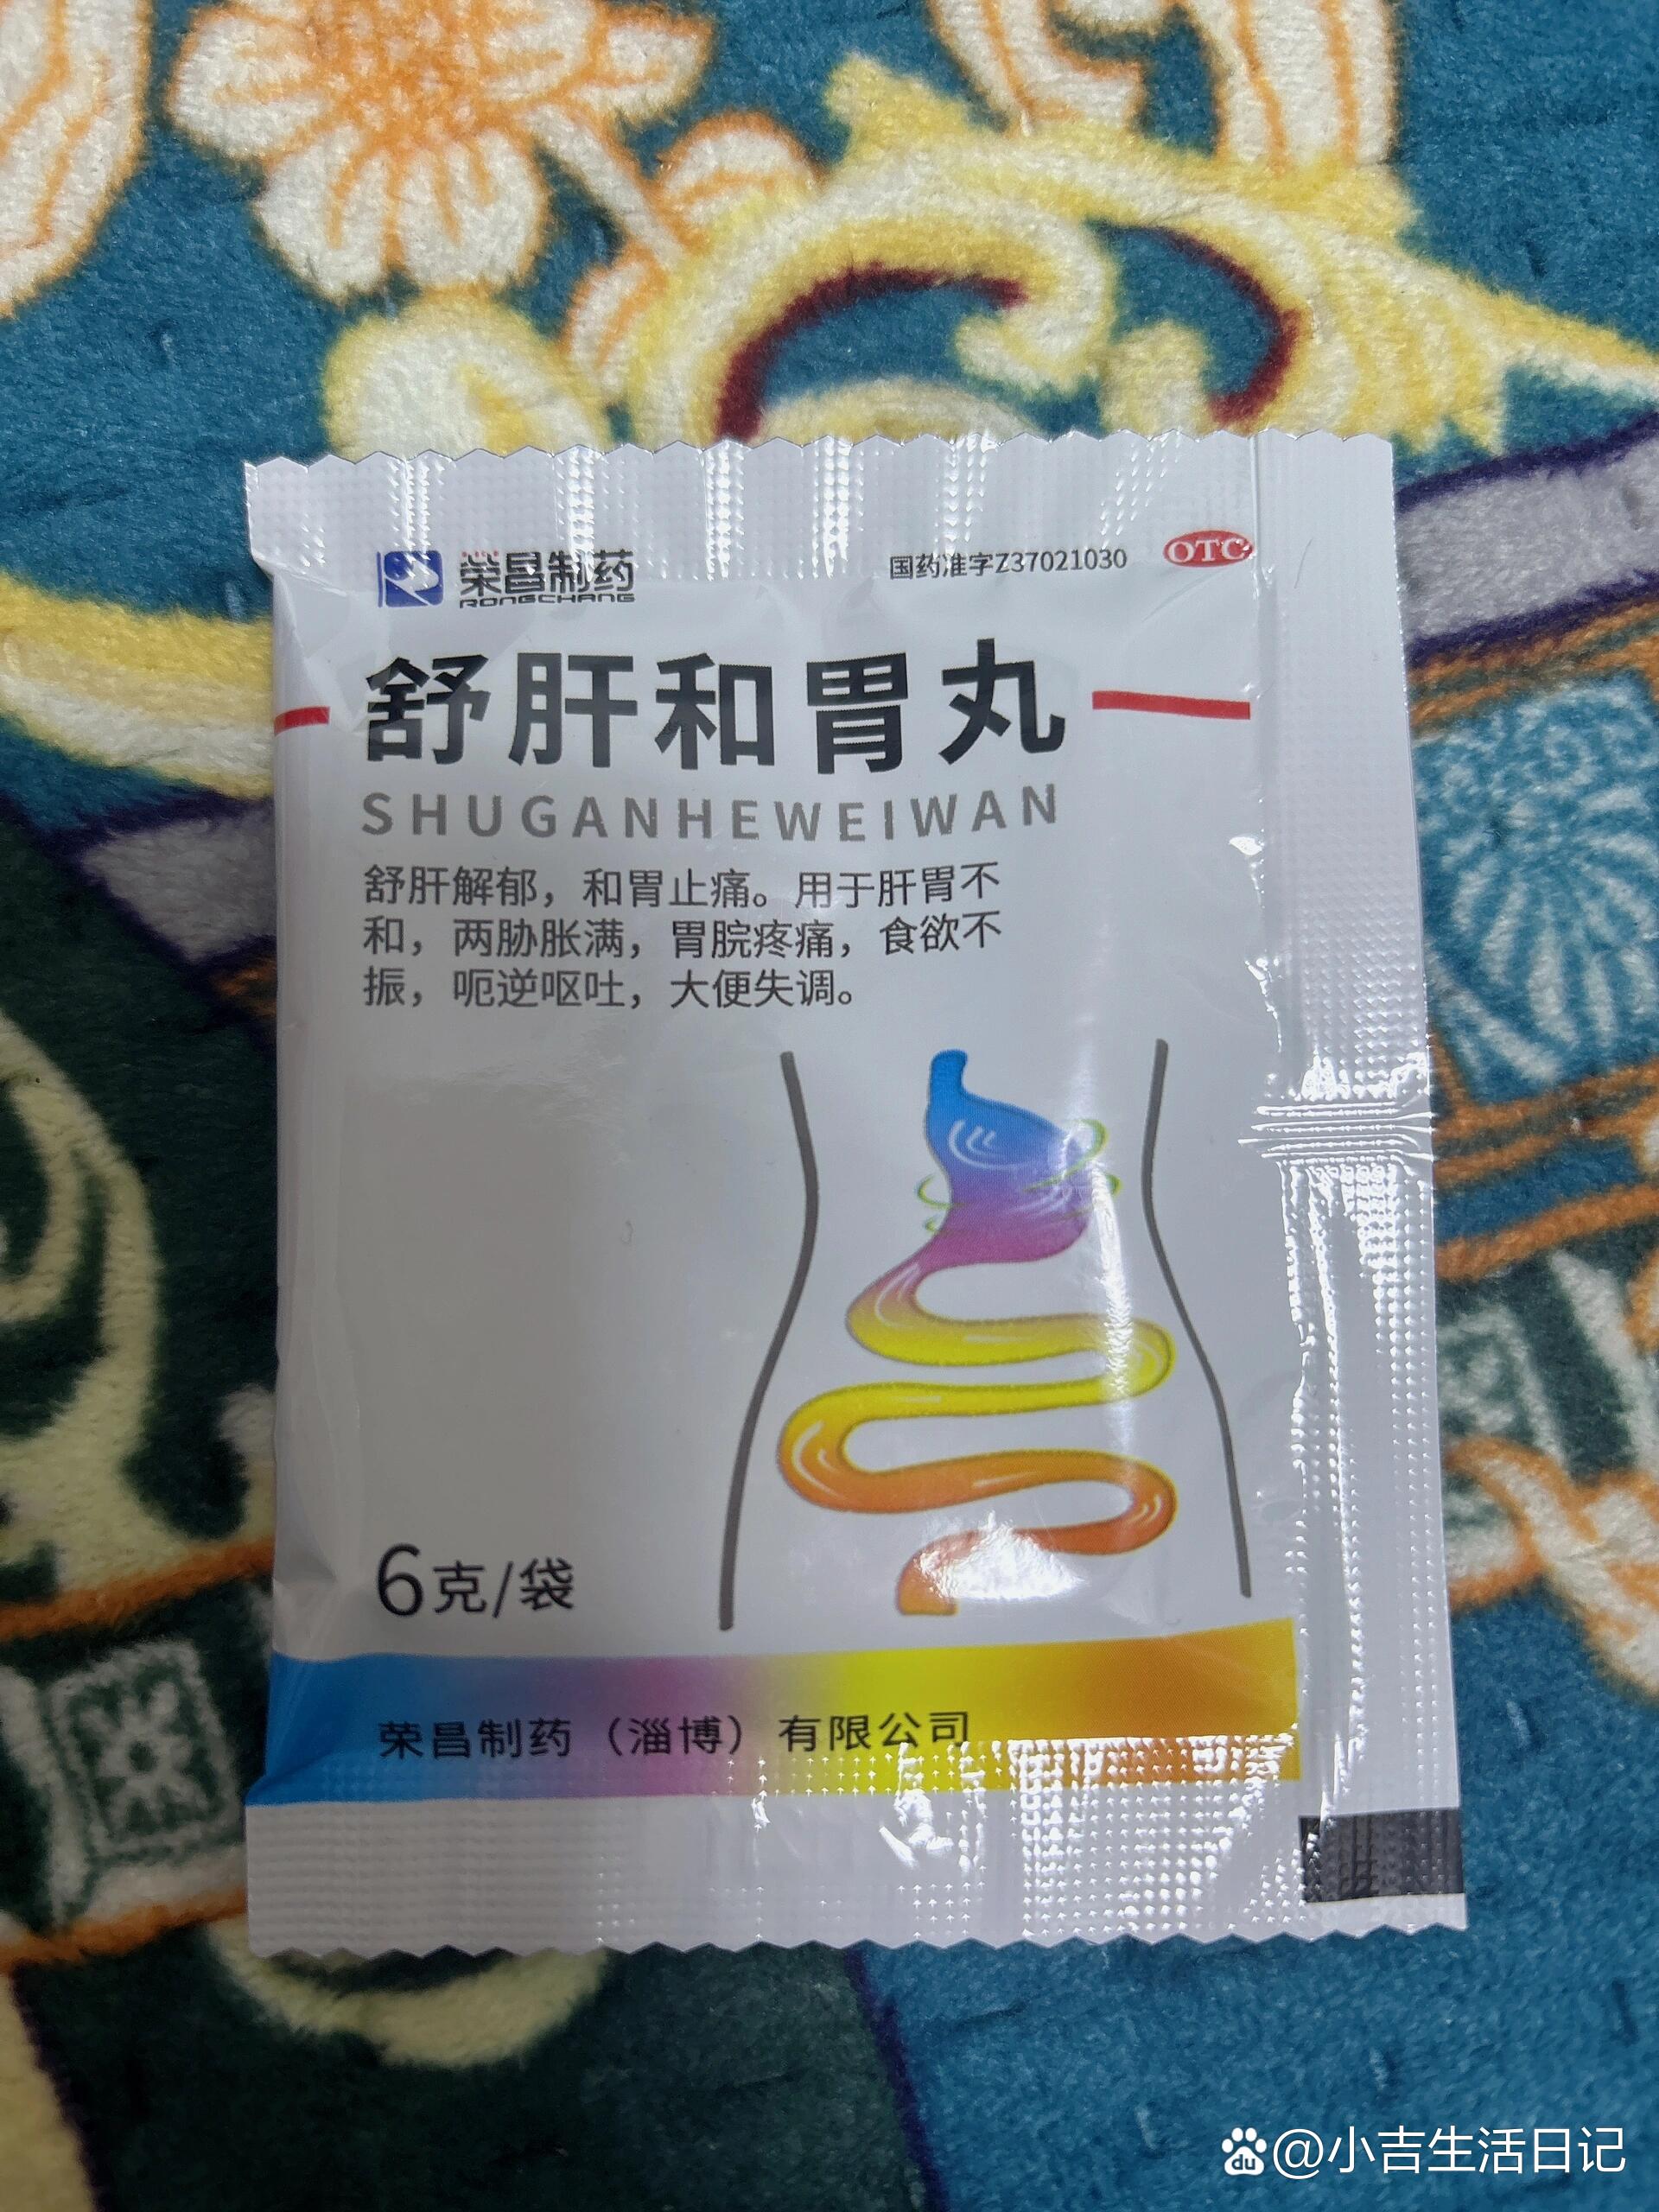 荣昌制药
RONGCHANG
国药准字Z37021030
OTC
舒肝和胃丸
SHUGANHEWEIWAN
舒肝解郁，和胃止痛。用于肝胃不
和，两胁胀满，胃脘疼痛，食欲不
振，呃逆呕吐，大便失调。
6克/袋
荣昌制药（淄博）有限公司
du @小吉生活日记